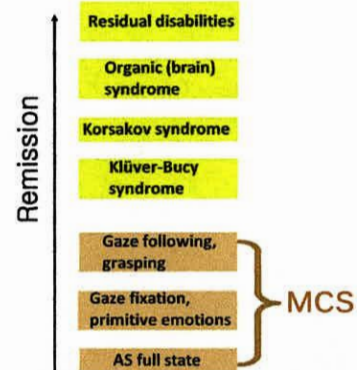 Residual disabilities
Organic (brain)
syndrome
Korsakov syndrome
Klüver-Bucy
syndrome
Gaze following,
grasping
Gaze fixation,
primitive emotions
AS full state
Remission
MCS